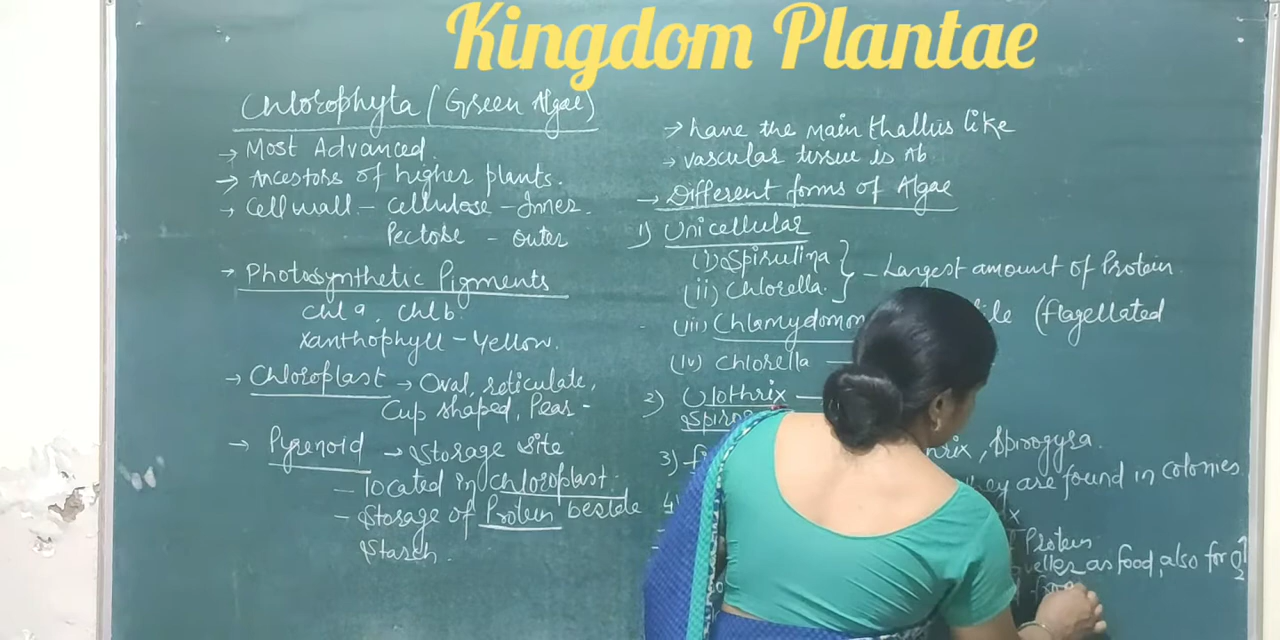 Kingdom Plantae
Chlorophyta (Green Algae)
→ Most Advanced.
→ Ancestors of higher plants.
→ Cell wall - Cellulose - Inner.
Pectose - outer
→ Photosynthetic Pigments
Chl a, Chl b.
Xanthophyll - Yellow.
→ Chloroplast → Oval, reticulate,
Cup shaped, Pear -
→ Pyrenoid → Storage site
- located in chloroplast.
- Storage of Protein beside
Starch.
→ have the main thallus like
→ vascular tissue is Ab
→ Different forms of Algae
1) Unicellular
(i) Spirulina
(ii) Chlorella. } - Largest amount of Protein
(iii) Chlamydomon (flagellated
(iv) Chlorella -
2) Ulothrix -
3) Spirogyra.
they are found in colonies
4)
Protein
as food, also for O2↑